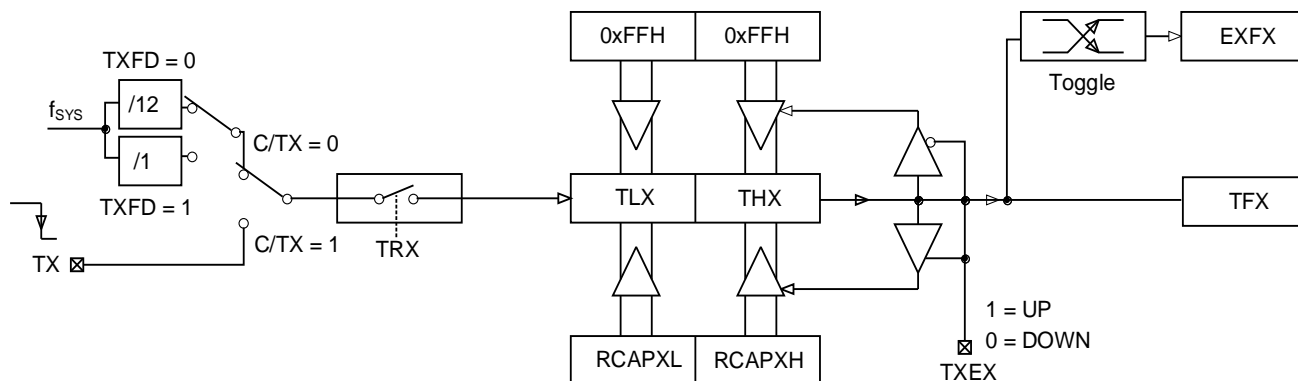 0xFFH 0xFFH
EXFX
Toggle
TXFD = 0
/12
fSYS
C/TX = 0
/1
TXFD = 1
TLX THX
TFX
C/TX = 1
TRX
TX
1 = UP
0 = DOWN
RCAPXL RCAPXH
TXEX